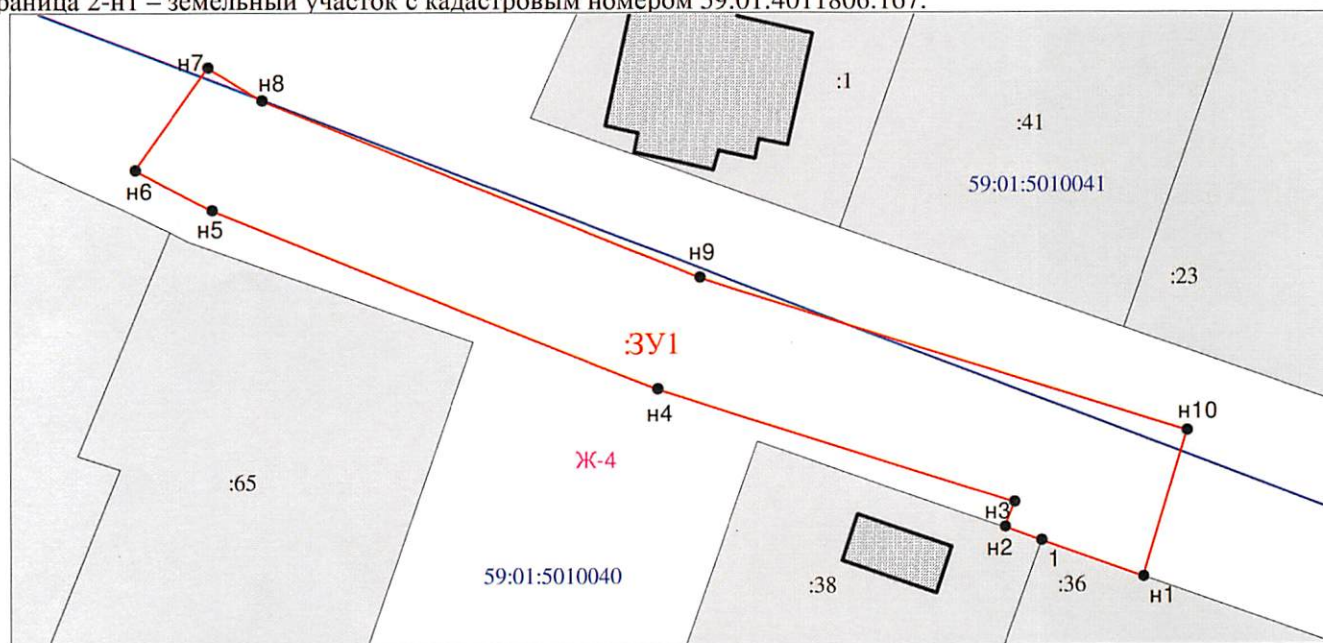 раница 2-н1 – земельный участок с кадастровым номером 59:01:4011806:167.
н7
н8
:1
:41
59:01:5010041
н6
н5
н9
:23
:ЗУ1
н4
н10
Ж-4
:65
н3
н2
1
59:01:5010040
:38
:36
н1